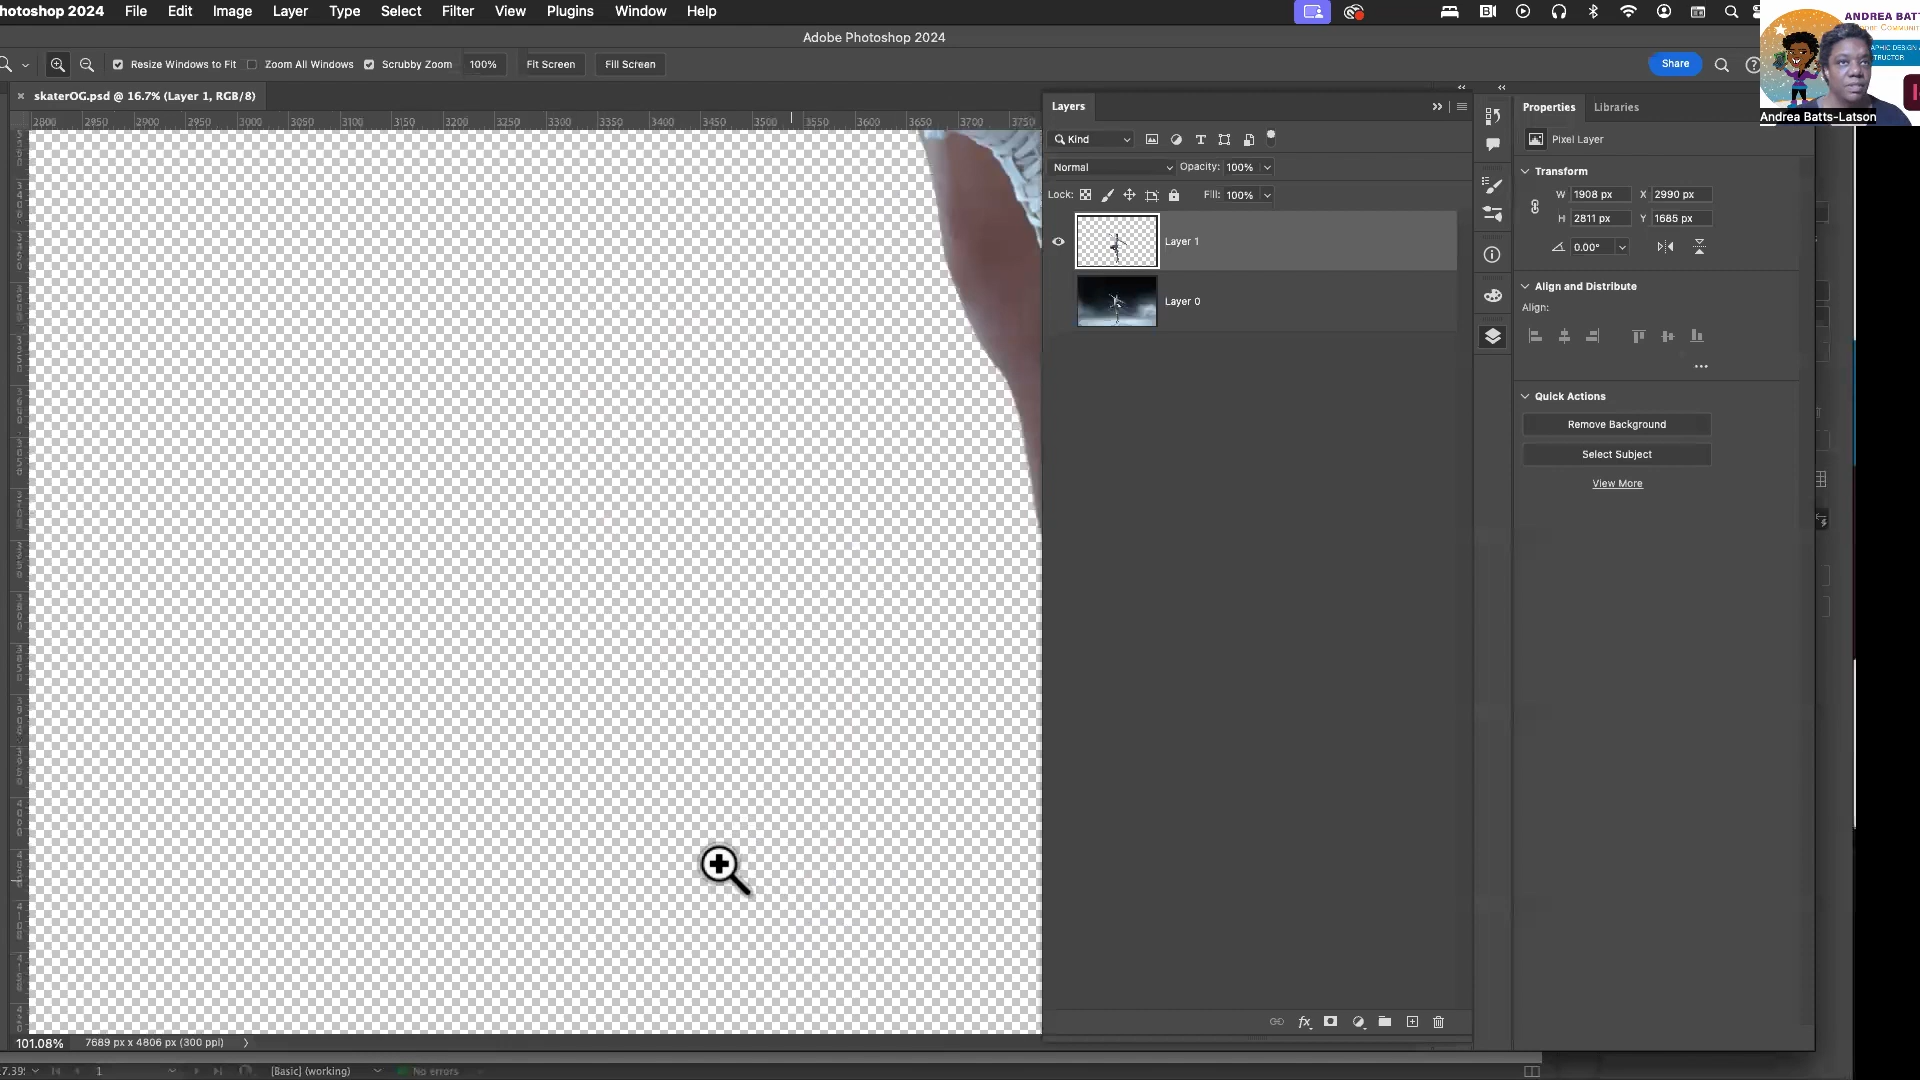 hotoshop 2024 File Edit Image Layer Type Select Filter View Plugins Window Help
Adobe Photoshop 2024
Resize Windows to Fit Zoom All Windows Scrubby Zoom 100% Fit Screen Fill Screen
Share
ANDREA BATT
Andrea Batts-Latson
skaterOG.psd @ 16.7% (Layer 1, RGB/8)
2800 2950 2900 2950 3000 3050 3100 3150 3200 3250 3300 3350 3400 3450 3500 3550 3600 3650 3700 3750
Layers
Kind
Normal Opacity: 100%
Lock: Fill: 100%
Layer 1
Layer 0
Properties Libraries
Pixel Layer
Transform
W 1908 px X 2990 px
H 2811 px Y 1685 px
0.00°
Align and Distribute
Align:
Quick Actions
Remove Background
Select Subject
View More
fx
101.08% 7689 px x 4806 px (300 ppi)
1 [Basic] (working) No errors